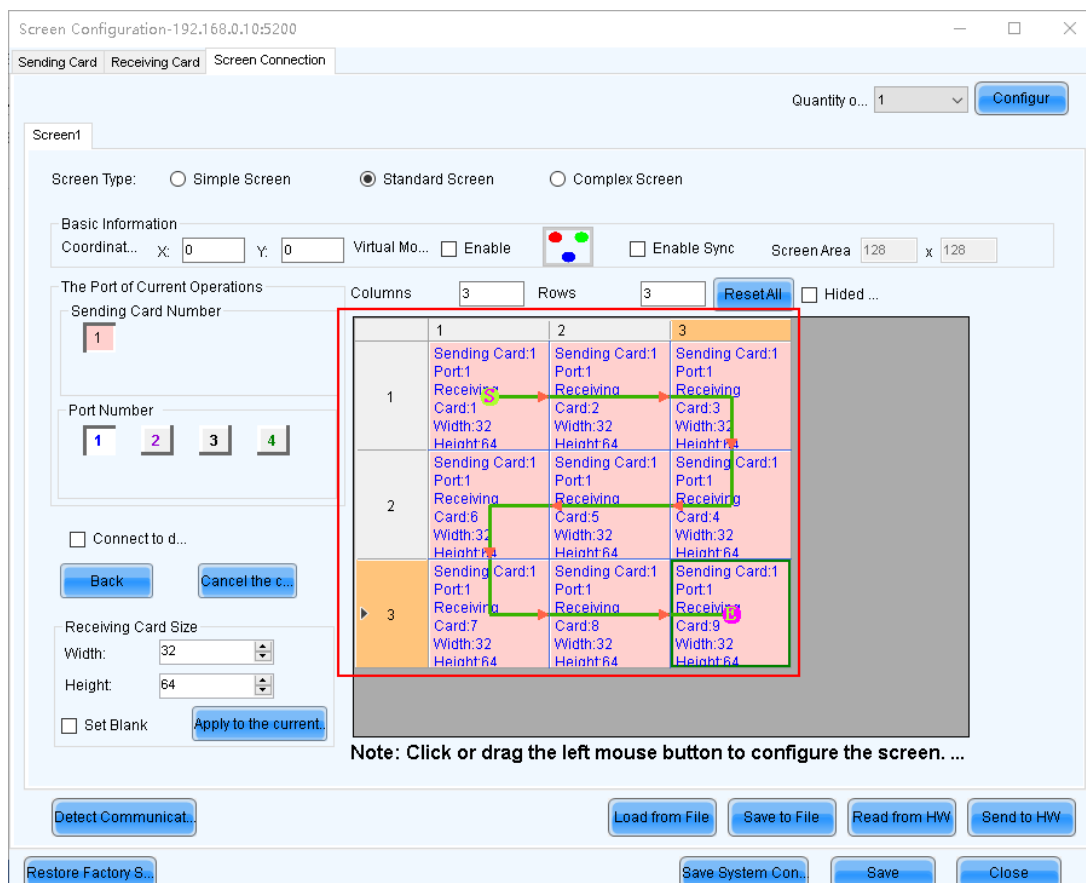 Screen Configuration-192.168.0.10:5200
Sending Card Receiving Card Screen Connection
Quantity o... 1 Configur
Screen1
Screen Type: Simple Screen Standard Screen Complex Screen
Basic Information
Coordinat... X: 0 Y: 0 Virtual Mo... Enable Enable Sync Screen Area 128 x 128
The Port of Current Operations
Columns 3 Rows 3 Reset All Hided ...
Sending Card Number
1
Port Number
1 2 3 4
Connect to d...
Back Cancel the c...
Receiving Card Size
Width: 32
Height: 64
Set Blank Apply to the current..
1 2 3
1
Sending Card:1
Port:1
Receiving
Card:1
Width:32
Height:64
Sending Card:1
Port:1
Receiving
Card:2
Width:32
Height:64
Sending Card:1
Port:1
Receiving
Card:3
Width:32
Height:64
S
2
Sending Card:1
Port:1
Receiving
Card:6
Width:32
Height:64
Sending Card:1
Port:1
Receiving
Card:5
Width:32
Height:64
Sending Card:1
Port:1
Receiving
Card:4
Width:32
Height:64
3
Sending Card:1
Port:1
Receiving
Card:7
Width:32
Height:64
Sending Card:1
Port:1
Receiving
Card:8
Width:32
Height:64
Sending Card:1
Port:1
Receiving
Card:9
Width:32
Height:64
E
Note: Click or drag the left mouse button to configure the screen. ...
Detect Communicat.. Load from File Save to File Read from HW Send to HW
Restore Factory S... Save System Con.. Save Close